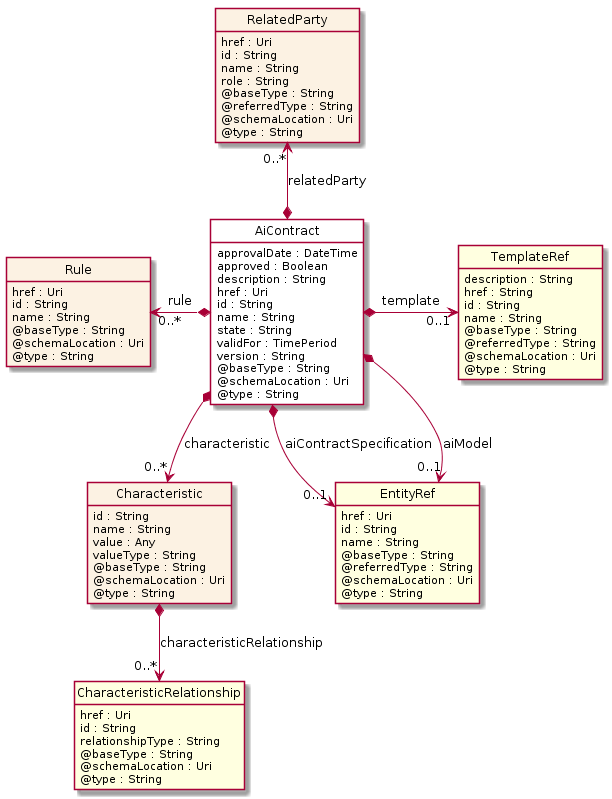 RelatedParty
href : Uri
id : String
name : String
role : String
@baseType : String
@referredType : String
@schemaLocation : Uri
@type : String
0..*
relatedParty
AiContract
approvalDate : DateTime
approved : Boolean
description : String
href : Uri
id : String
name : String
state : String
validFor : TimePeriod
version : String
@baseType : String
@schemaLocation : Uri
@type : String
Rule
href : Uri
id : String
name : String
@baseType : String
@schemaLocation : Uri
@type : String
rule
0..*
template
0..1
TemplateRef
description : String
href : String
id : String
name : String
@baseType : String
@referredType : String
@schemaLocation : Uri
@type : String
characteristic
0..*
aiContractSpecification
0..1
aiModel
0..1
Characteristic
id : String
name : String
value : Any
valueType : String
@baseType : String
@schemaLocation : Uri
@type : String
EntityRef
href : Uri
id : String
name : String
@baseType : String
@referredType : String
@schemaLocation : Uri
@type : String
characteristicRelationship
0..*
CharacteristicRelationship
href : Uri
id : String
relationshipType : String
@baseType : String
@schemaLocation : Uri
@type : String